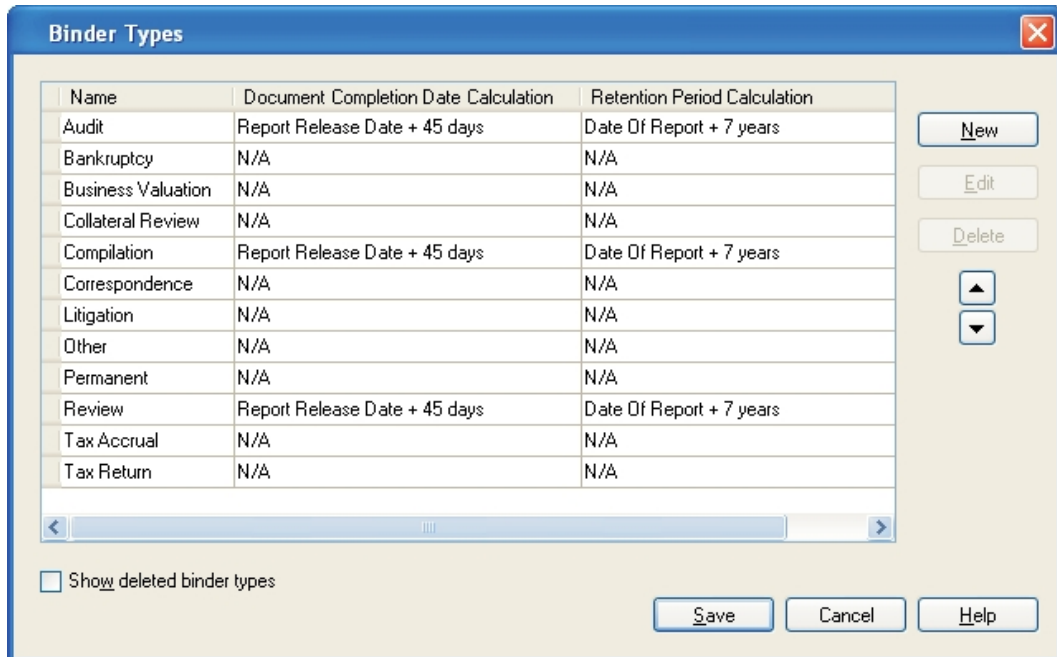 Binder Types
Name Document Completion Date Calculation Retention Period Calculation
Audit Report Release Date + 45 days Date Of Report + 7 years
Bankruptcy N/A N/A
Business Valuation N/A N/A
Collateral Review N/A N/A
Compilation Report Release Date + 45 days Date Of Report + 7 years
Correspondence N/A N/A
Litigation N/A N/A
Other N/A N/A
Permanent N/A N/A
Review Report Release Date + 45 days Date Of Report + 7 years
Tax Accrual N/A N/A
Tax Return N/A N/A
New
Edit
Delete
Show deleted binder types
Save Cancel Help